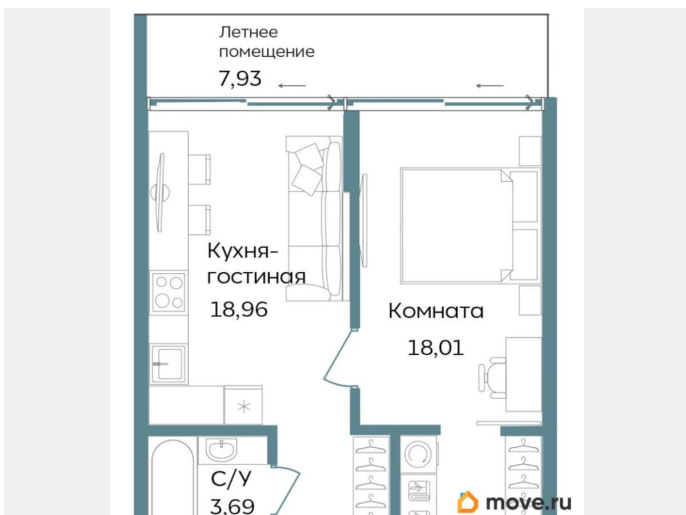 Летнее
помещение
7,93
Кухня-
гостиная
18,96
Комната
18,01
С/У
3,69
move.ru